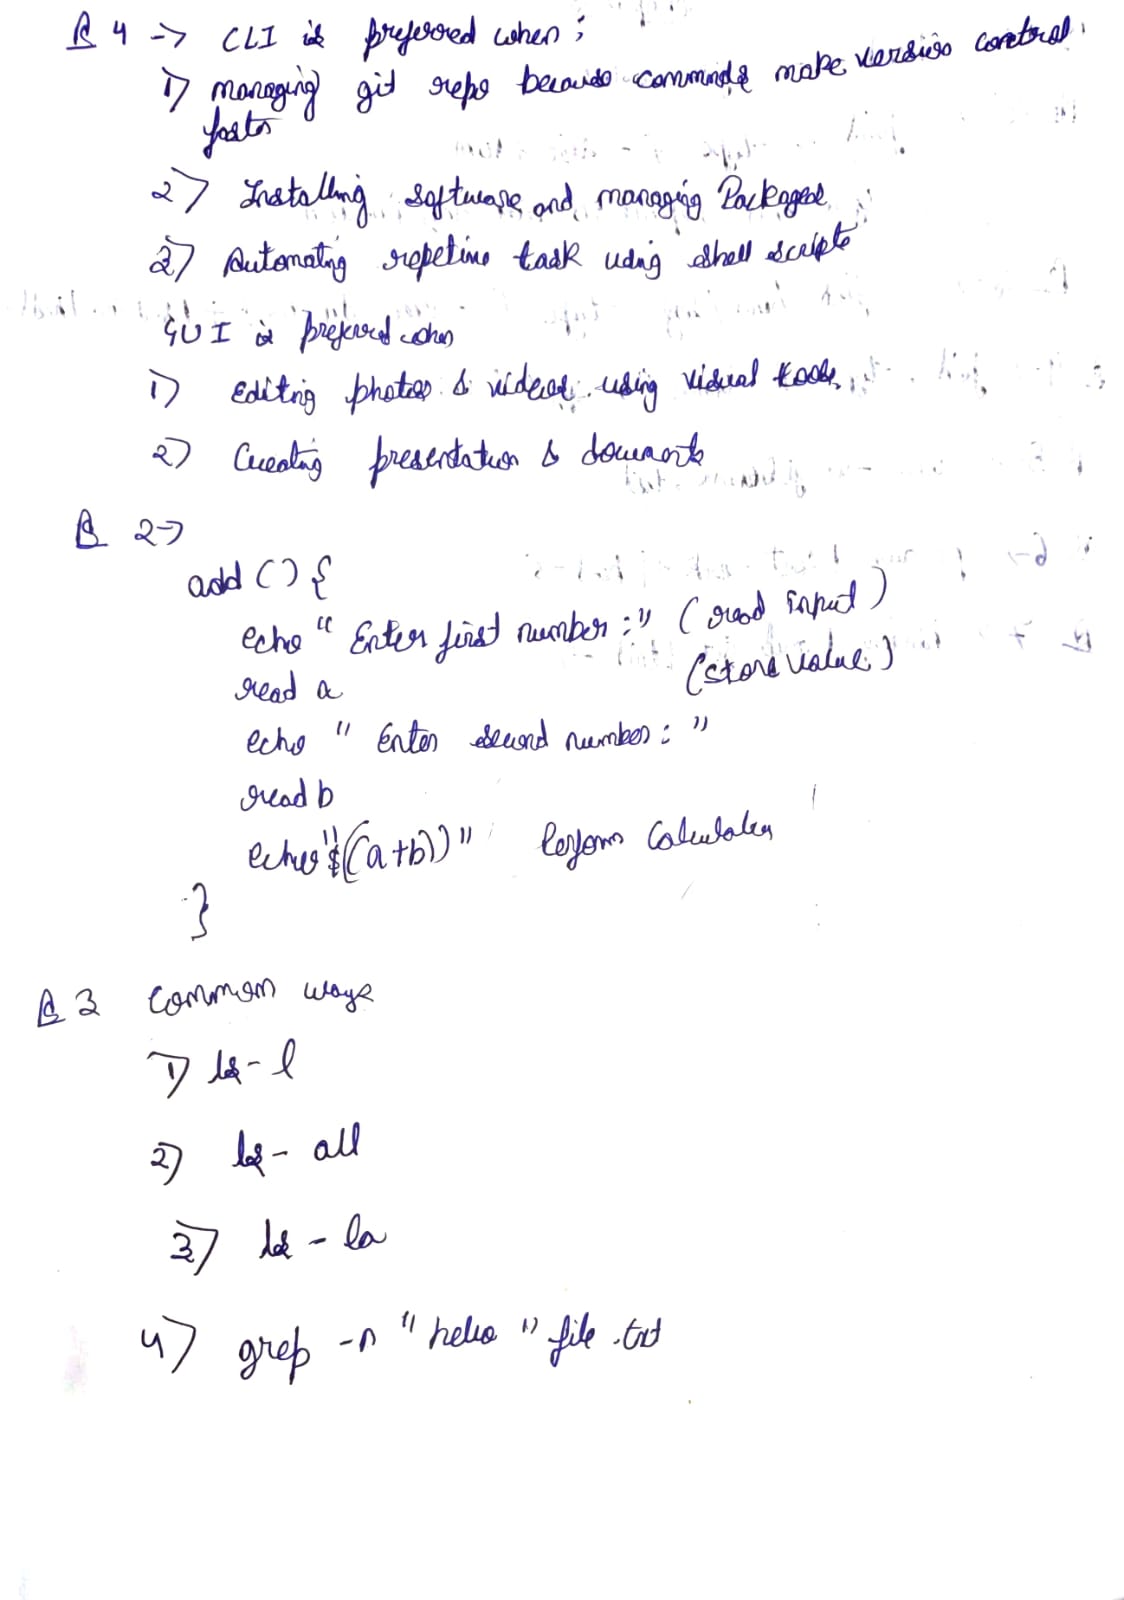 Q 4 -> CLI is preferred when ;
1) managing git repo because commands make version control
faster
2) Installing software and managing Packages
3) Automating repetive task using shell scripts
GUI is preferred when
1) Editing photos & videos using visual tools
2) Creating presentation & documents
Q 2->
add () {
echo " Enter first number :" (read input)
read a (store value)
echo " Enter second number : "
read b
echo "$((a+b))" Perform Calculation
}
Q 3 Common ways
1) ls - l
2) ls - all
3) ls - la
4) grep -n "hello" file .txt